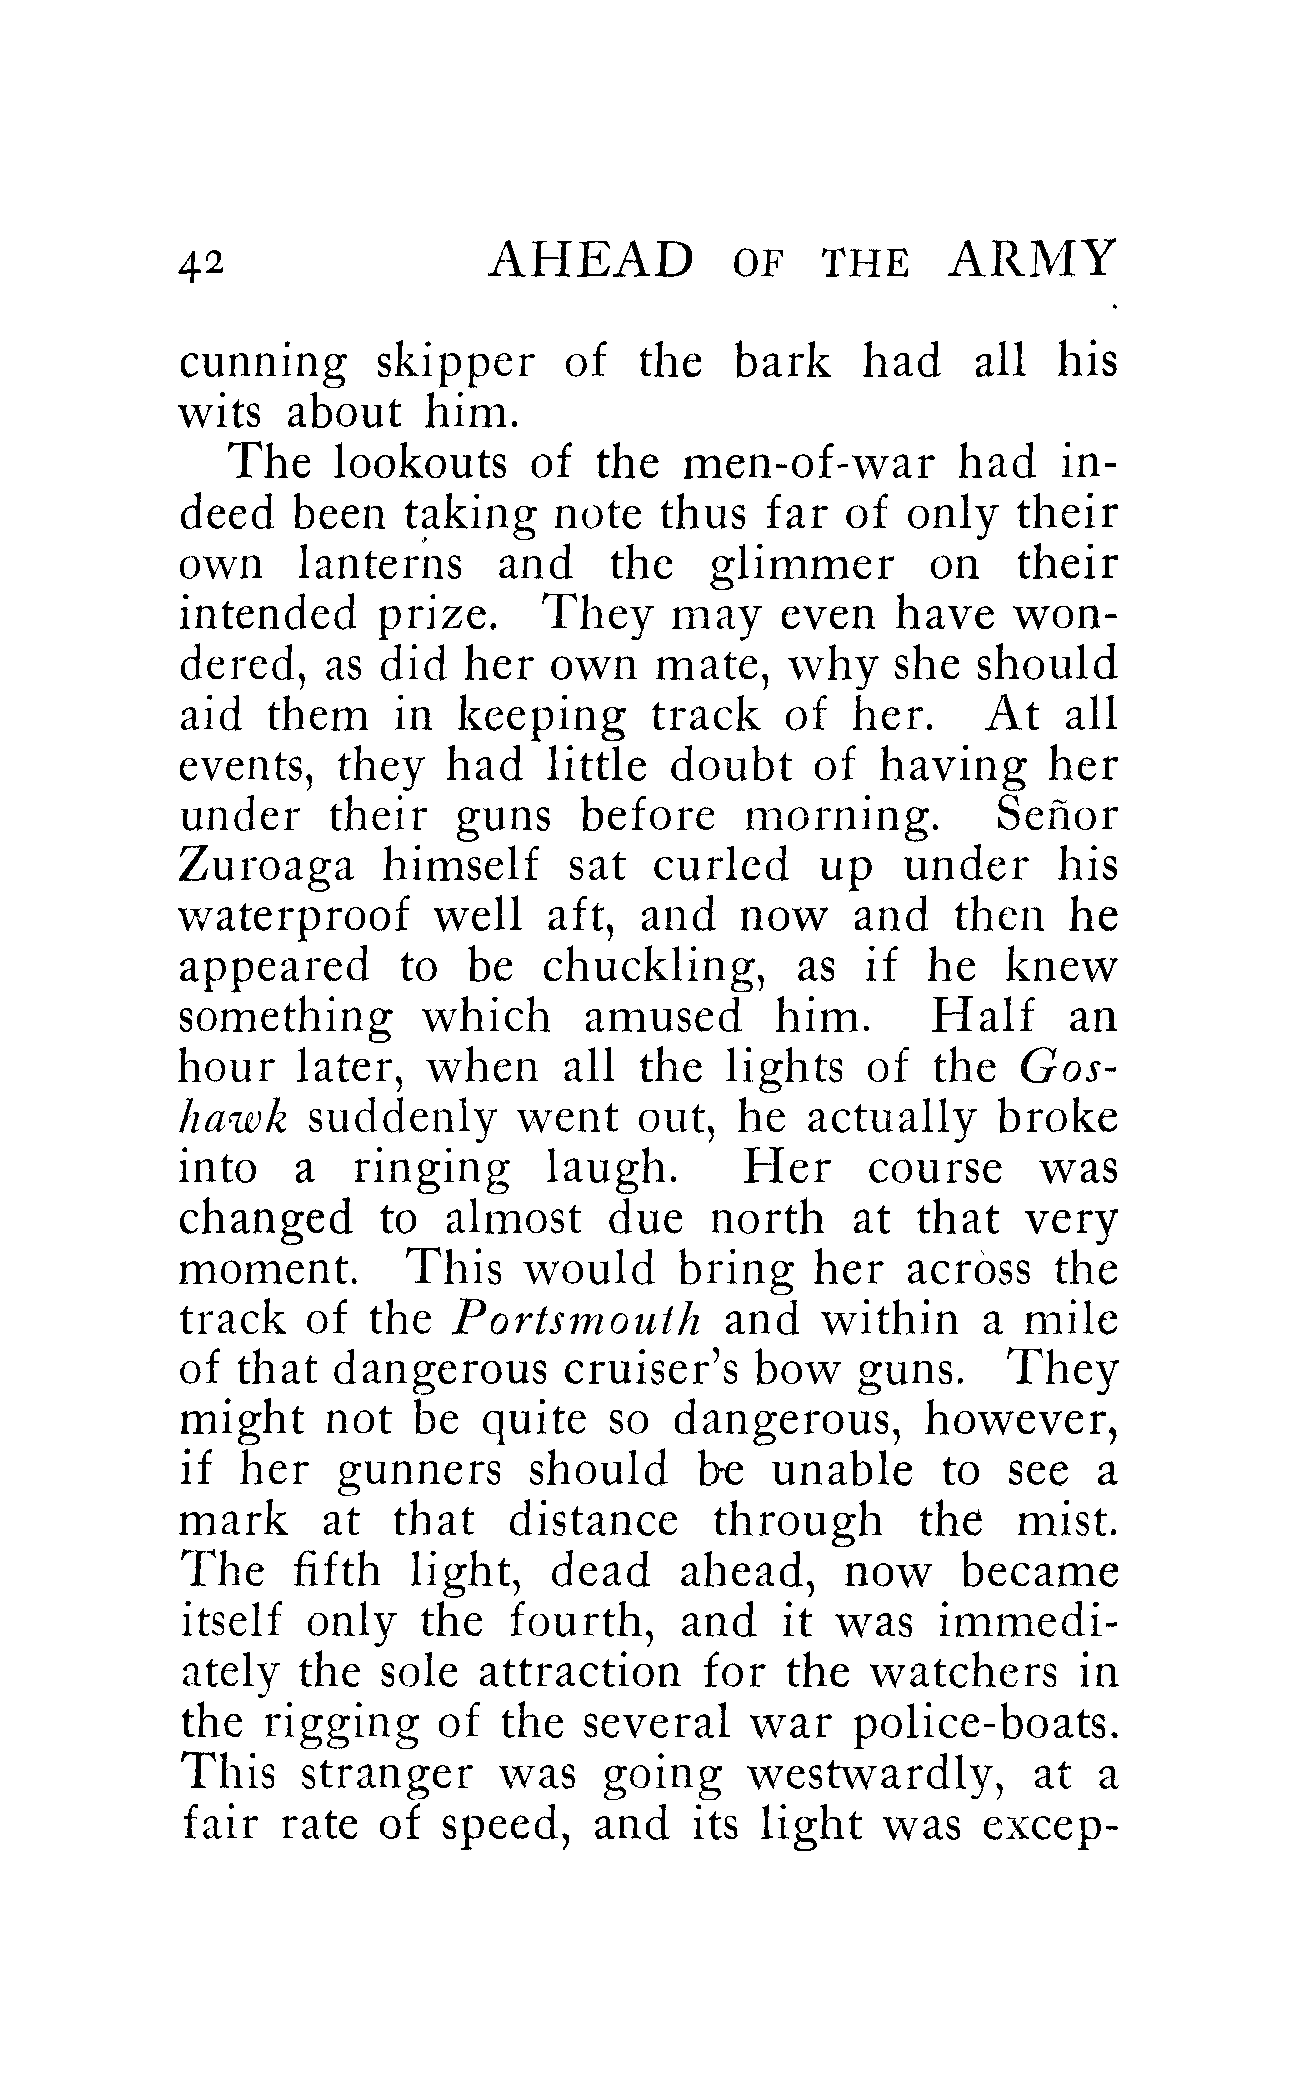 42 AHEAD OF THE ARMY
cunning skipper of the bark had all his
wits about him.
The lookouts of the men-of-war had in-
deed been taking note thus far of only their
own lanterns and the glimmer on their
intended prize. They may even have won-
dered, as did her own mate, why she should
aid them in keeping track of her. At all
events, they had little doubt of having her
under their guns before morning. Señor
Zuroaga himself sat curled up under his
waterproof well aft, and now and then he
appeared to be chuckling, as if he knew
something which amused him. Half an
hour later, when all the lights of the Gos-
hawk suddenly went out, he actually broke
into a ringing laugh. Her course was
changed to almost due north at that very
moment. This would bring her across the
track of the Portsmouth and within a mile
of that dangerous cruiser's bow guns. They
might not be quite so dangerous, however,
if her gunners should be unable to see a
mark at that distance through the mist.
The fifth light, dead ahead, now became
itself only the fourth, and it was immedi-
ately the sole attraction for the watchers in
the rigging of the several war police-boats.
This stranger was going westwardly, at a
fair rate of speed, and its light was excep-